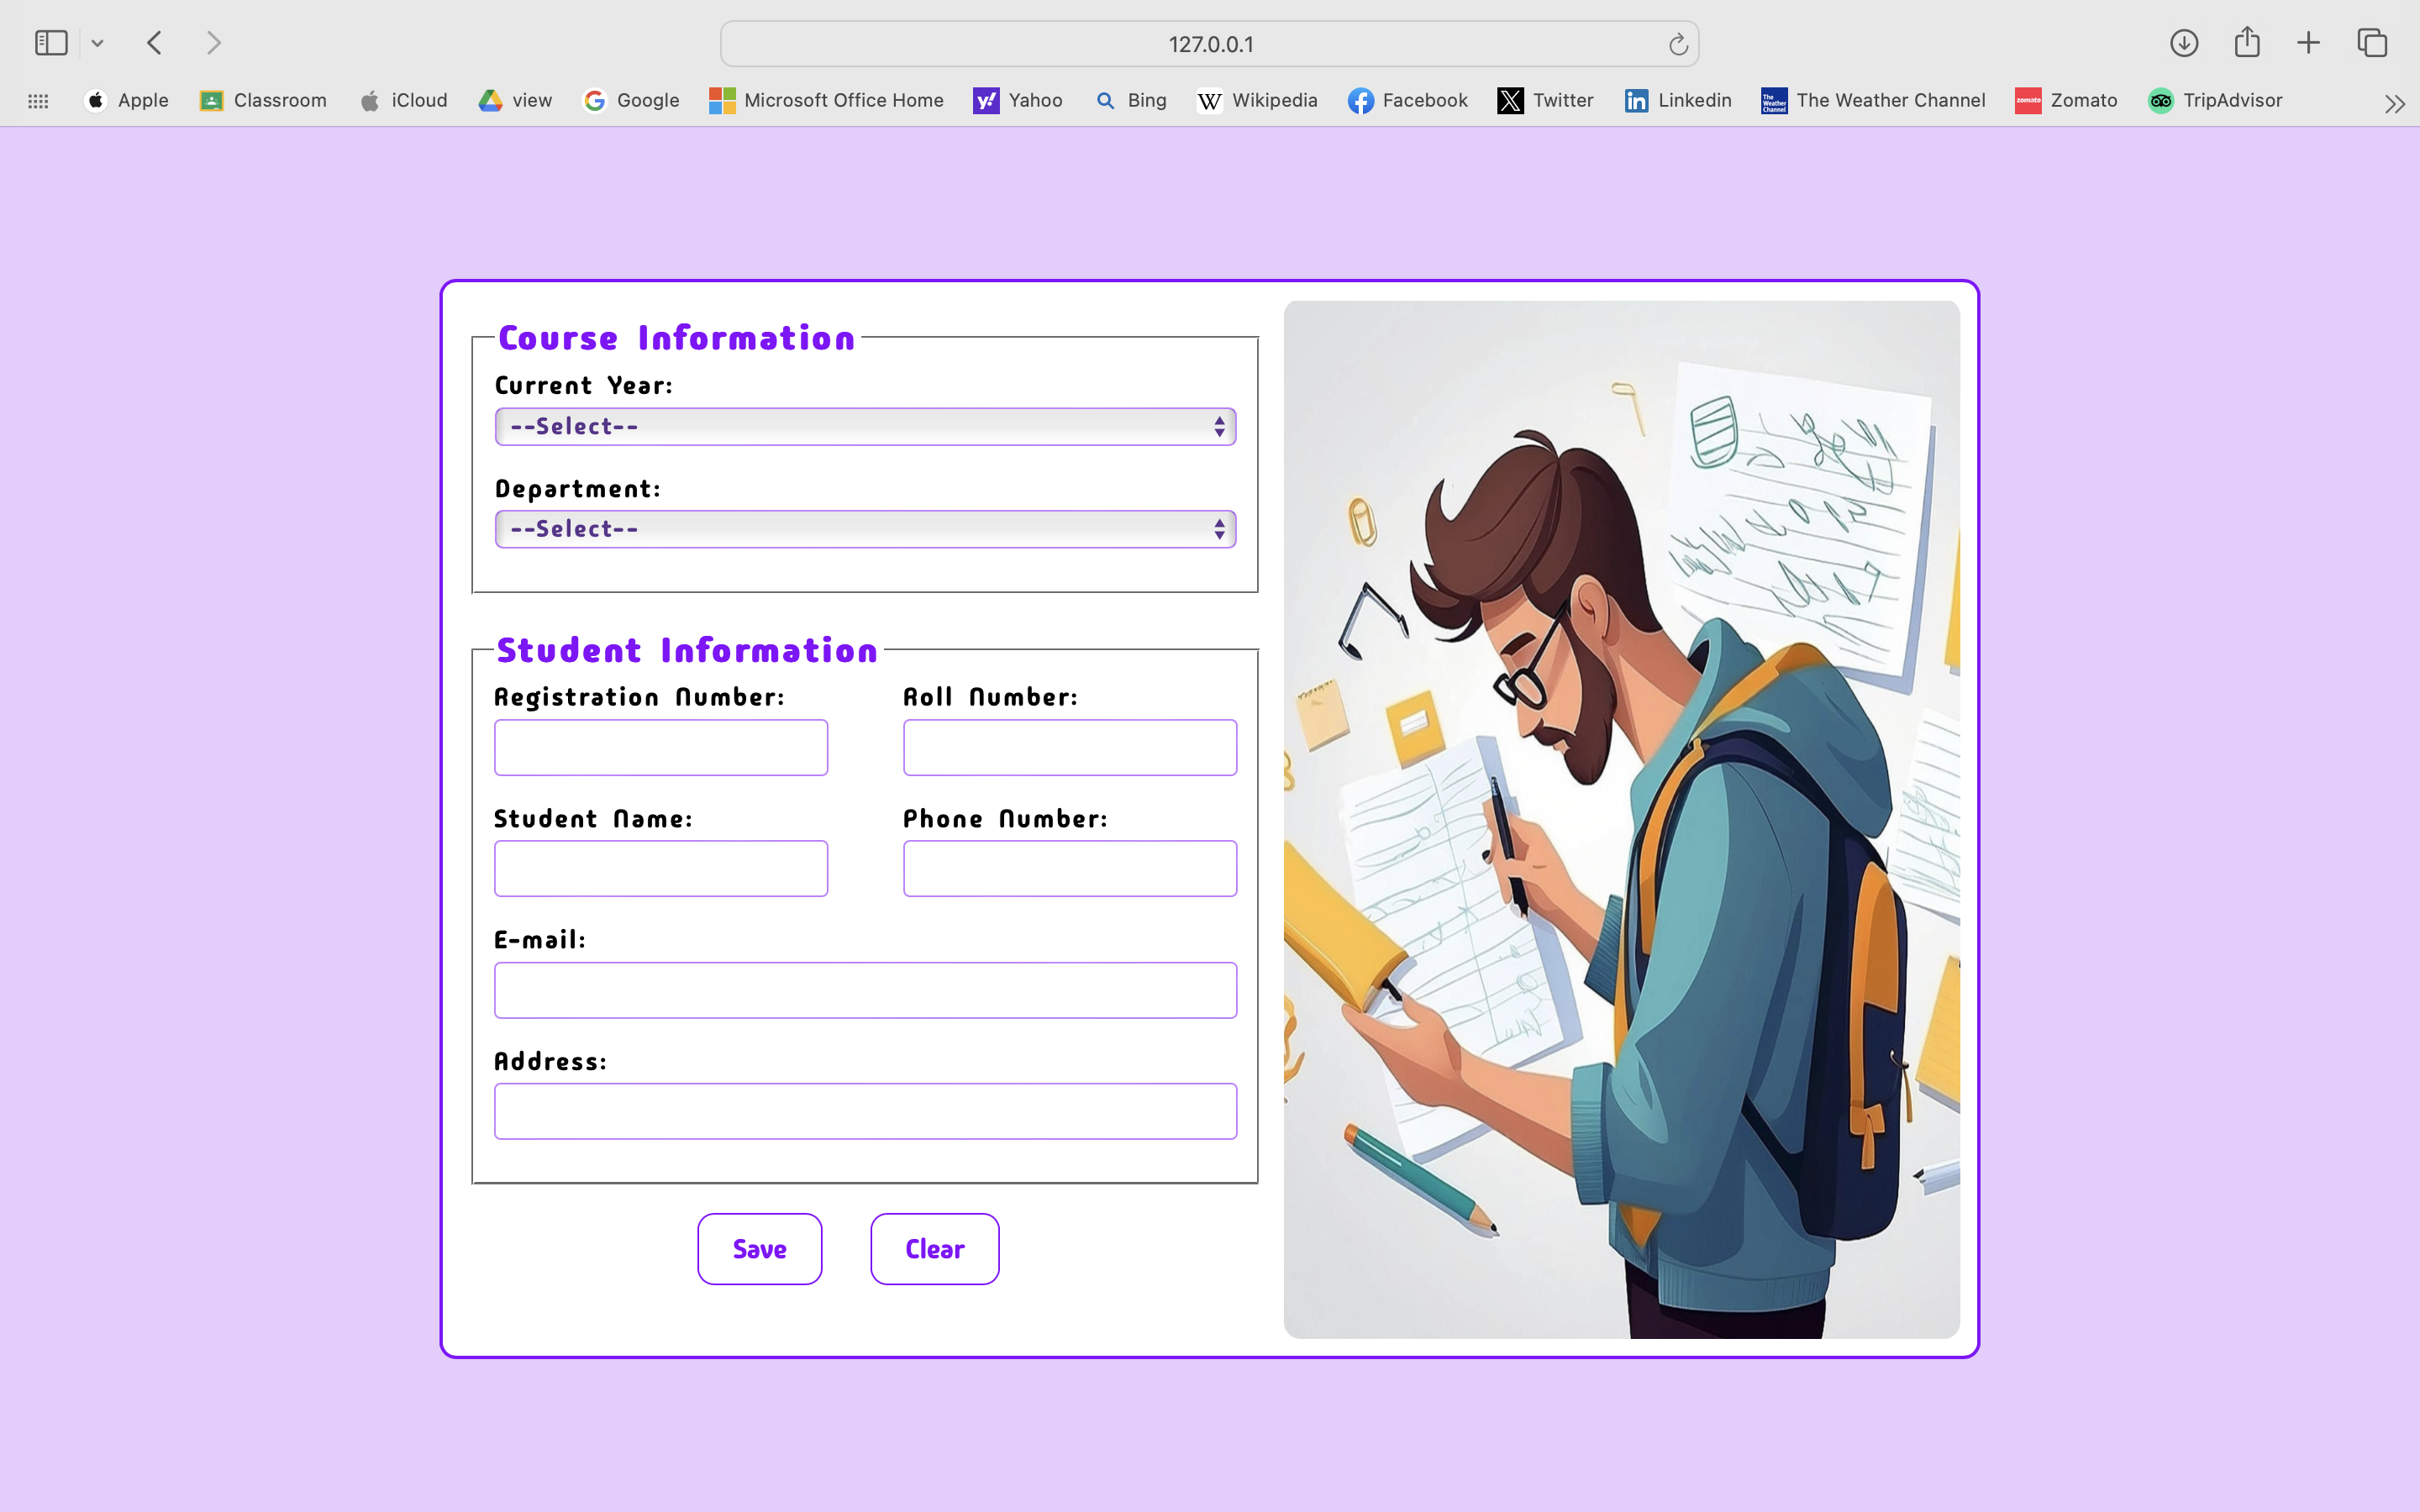 127.0.0.1
Apple Classroom iCloud view Google Microsoft Office Home Yahoo Bing Wikipedia Facebook Twitter Linkedin The Weather Channel Zomato TripAdvisor
Course Information
Current Year:
--Select--
Department:
--Select--
Student Information
Registration Number: Roll Number:
Student Name: Phone Number:
E-mail:
Address:
Save Clear